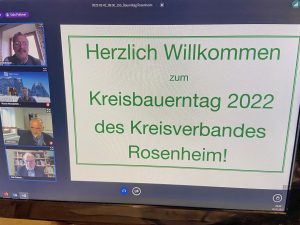 Herzlich Willkommen
zum
Kreisbauerntag 2022
des Kreisverbandes
Rosenheim!